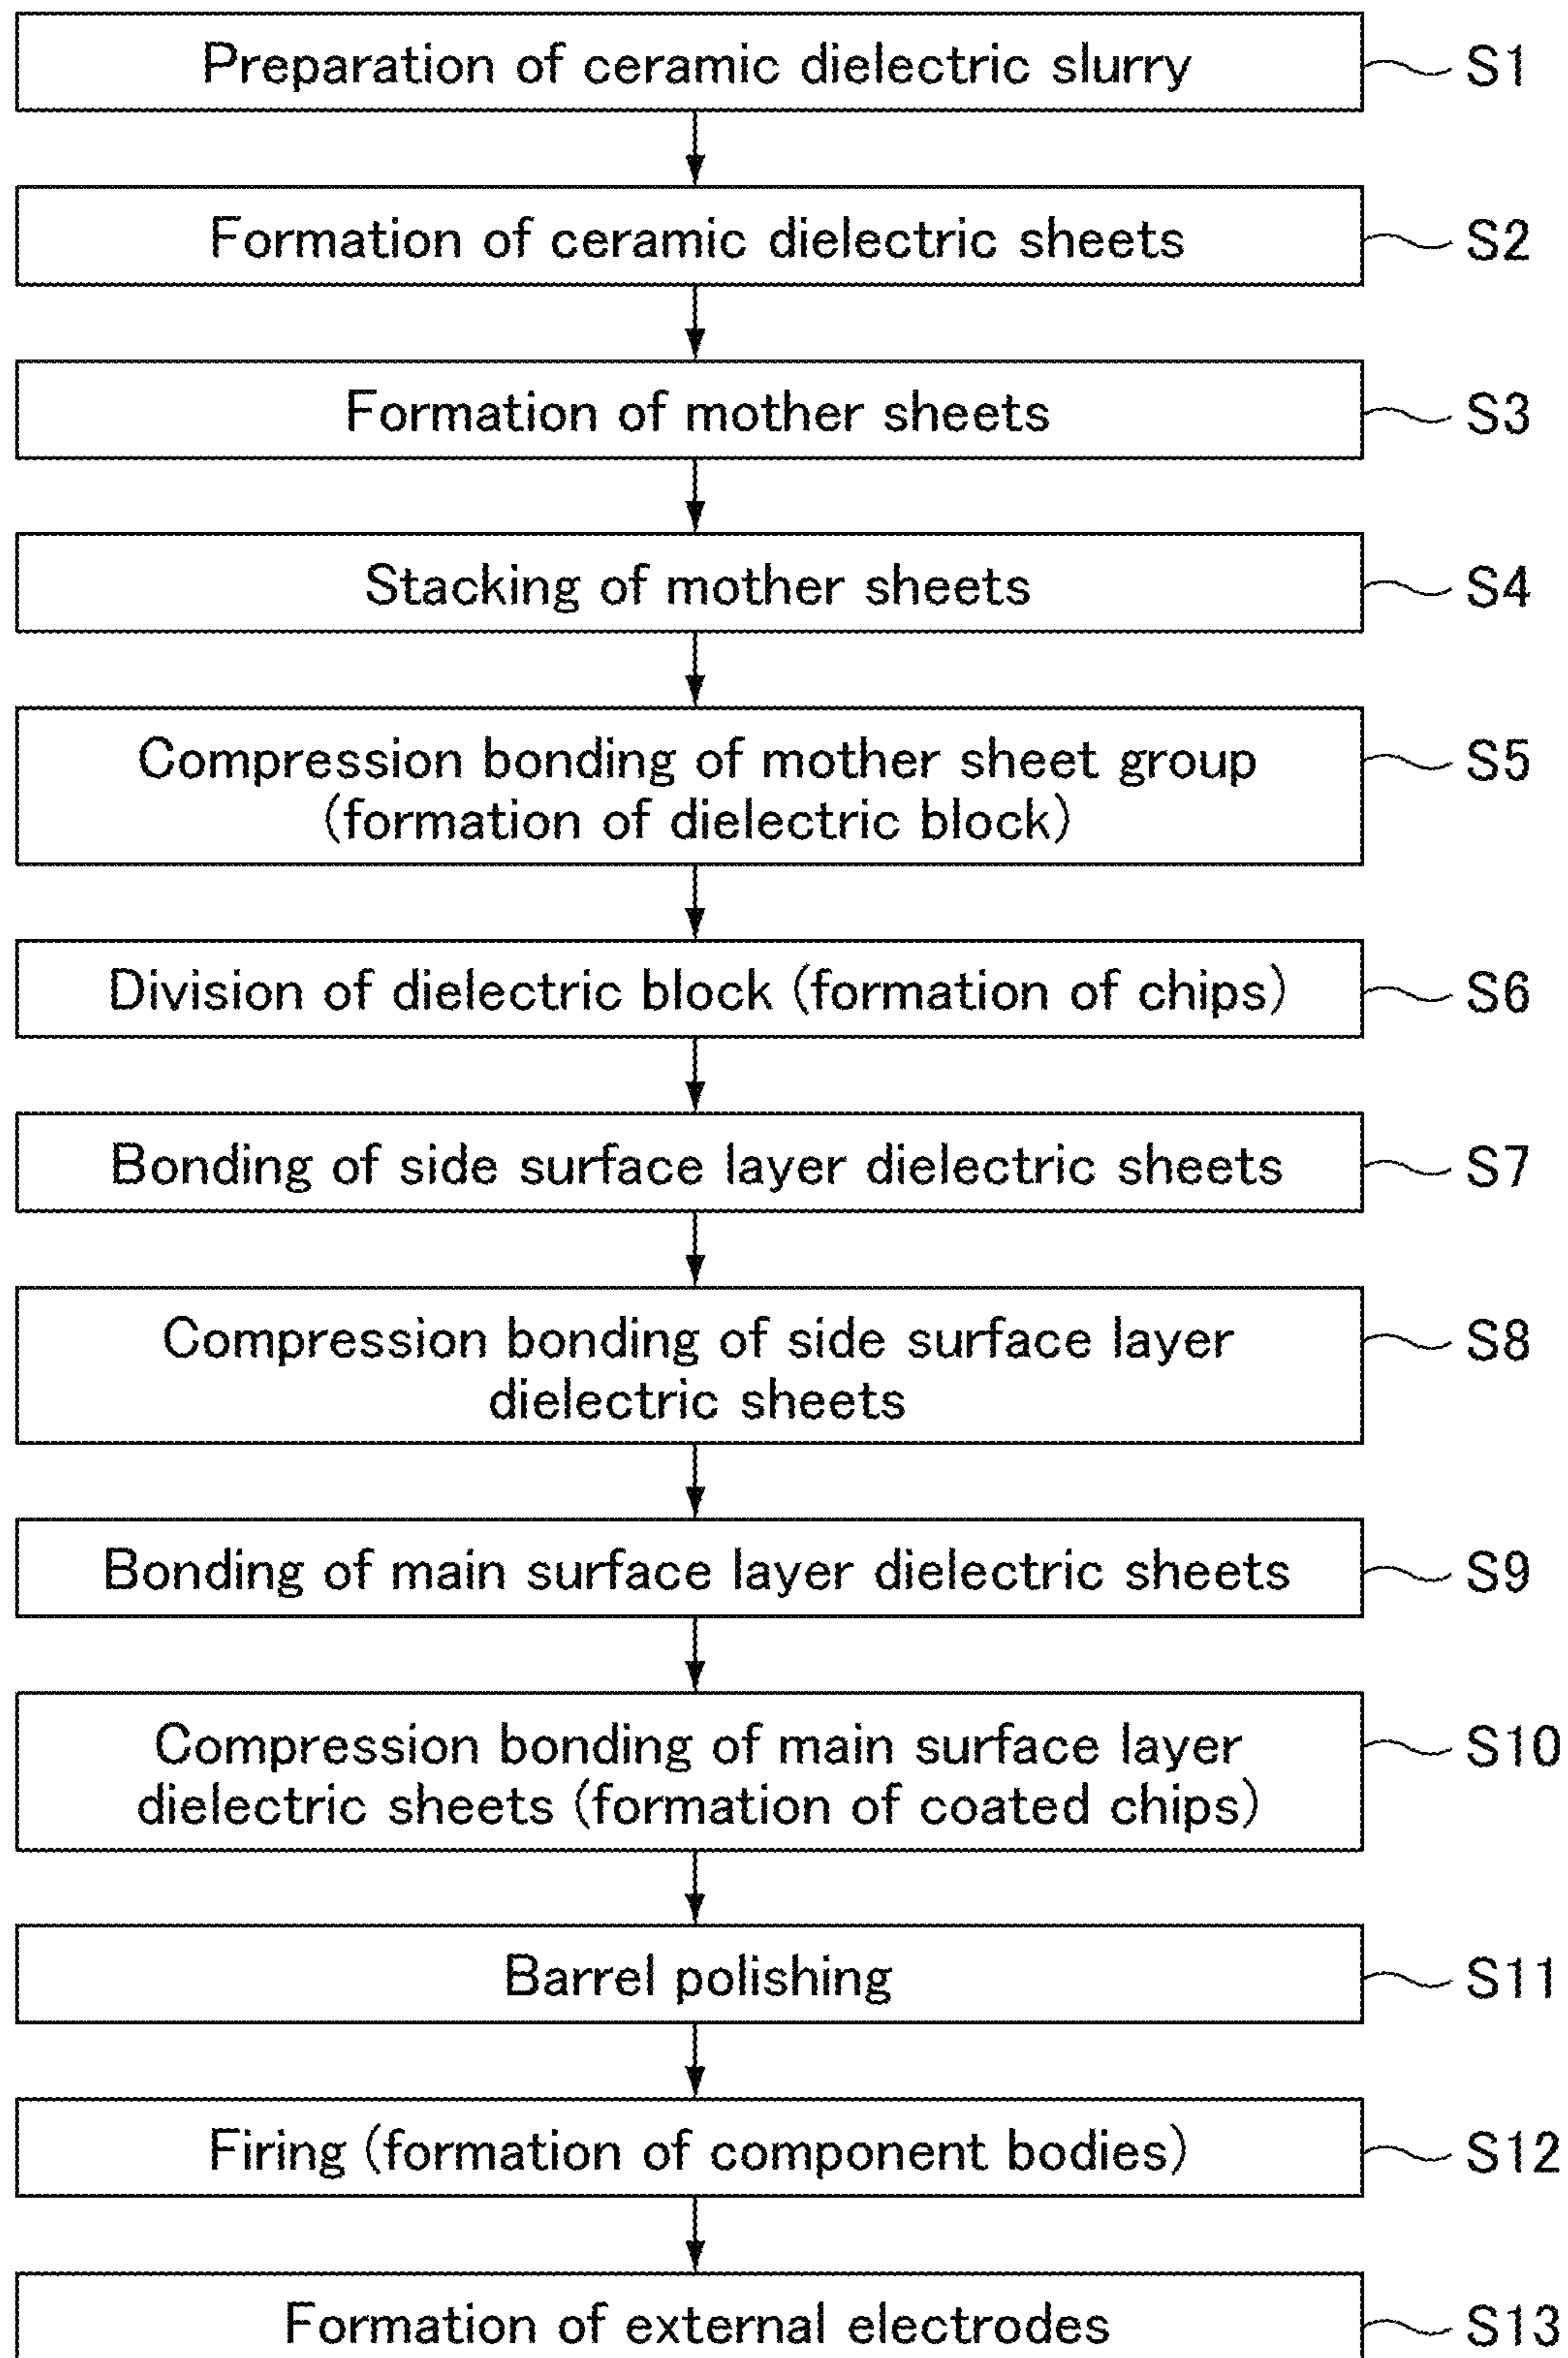 Preparation of ceramic dielectric slurry S1
Formation of ceramic dielectric sheets S2
Formation of mother sheets S3
Stacking of mother sheets S4
Compression bonding of mother sheet group S5
(formation of dielectric block)
Division of dielectric block (formation of chips) S6
Bonding of side surface layer dielectric sheets S7
Compression bonding of side surface layer S8
dielectric sheets
Bonding of main surface layer dielectric sheets S9
Compression bonding of main surface layer S10
dielectric sheets (formation of coated chips)
Barrel polishing S11
Firing (formation of component bodies) S12
Formation of external electrodes S13